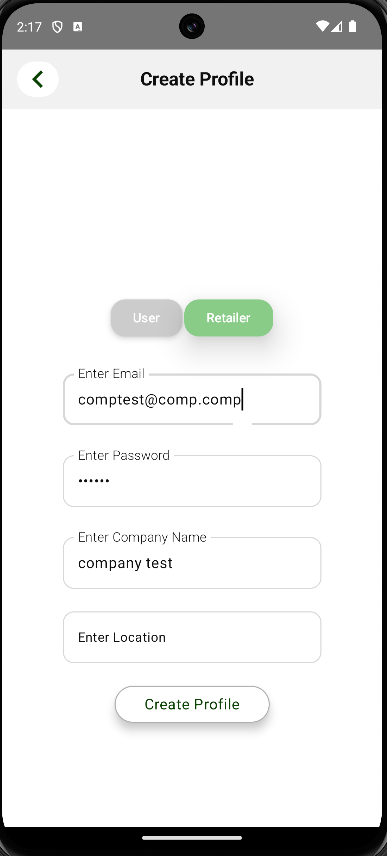 2:17 A
Create Profile
User Retailer
Enter Email
comptest@comp.comp
Enter Password
••••••
Enter Company Name
company test
Enter Location
Create Profile